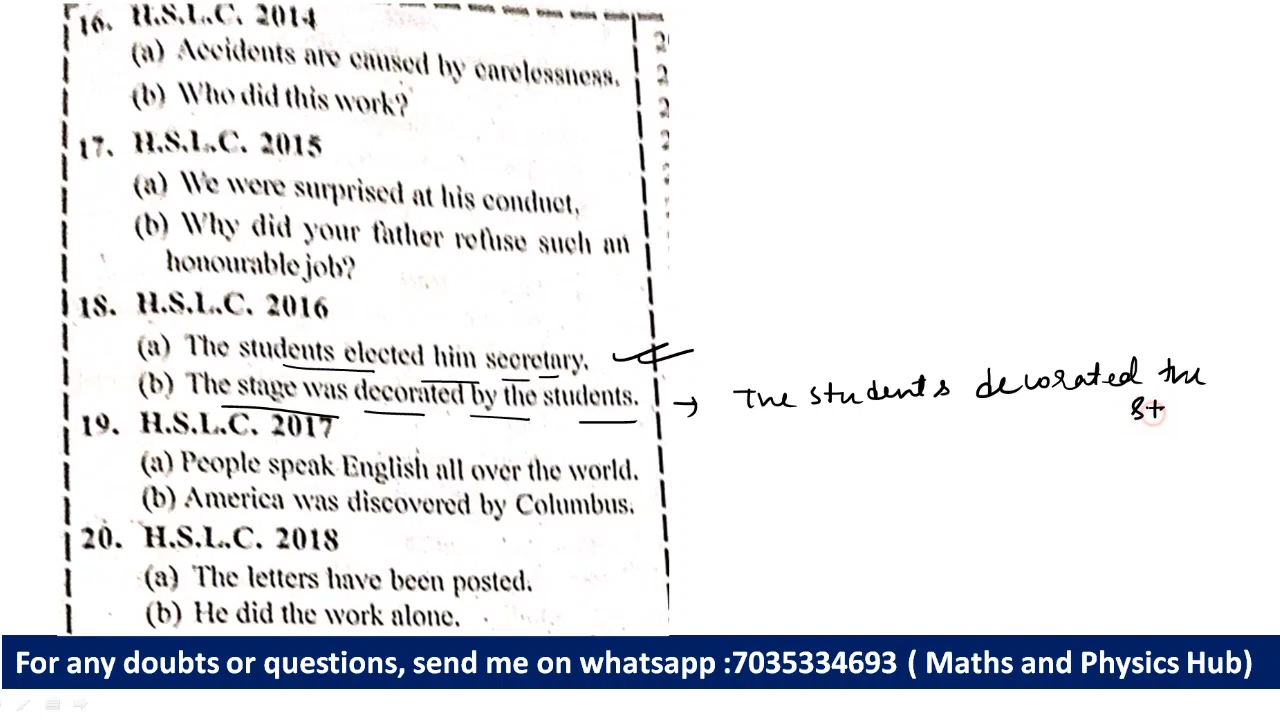 16. H.S.L.C. 2014
(a) Accidents are caused by carelessness.
(b) Who did this work?
17. H.S.L.C. 2015
(a) We were surprised at his conduct,
(b) Why did your father refuse such an
honourable job?
18. H.S.L.C. 2016
(a) The students elected him secretary.
(b) The stage was decorated by the students.
→ The students decorated the
st
19. H.S.L.C. 2017
(a) People speak English all over the world.
(b) America was discovered by Columbus.
20. H.S.L.C. 2018
(a) The letters have been posted.
(b) He did the work alone.
For any doubts or questions, send me on whatsapp :7035334693 ( Maths and Physics Hub)